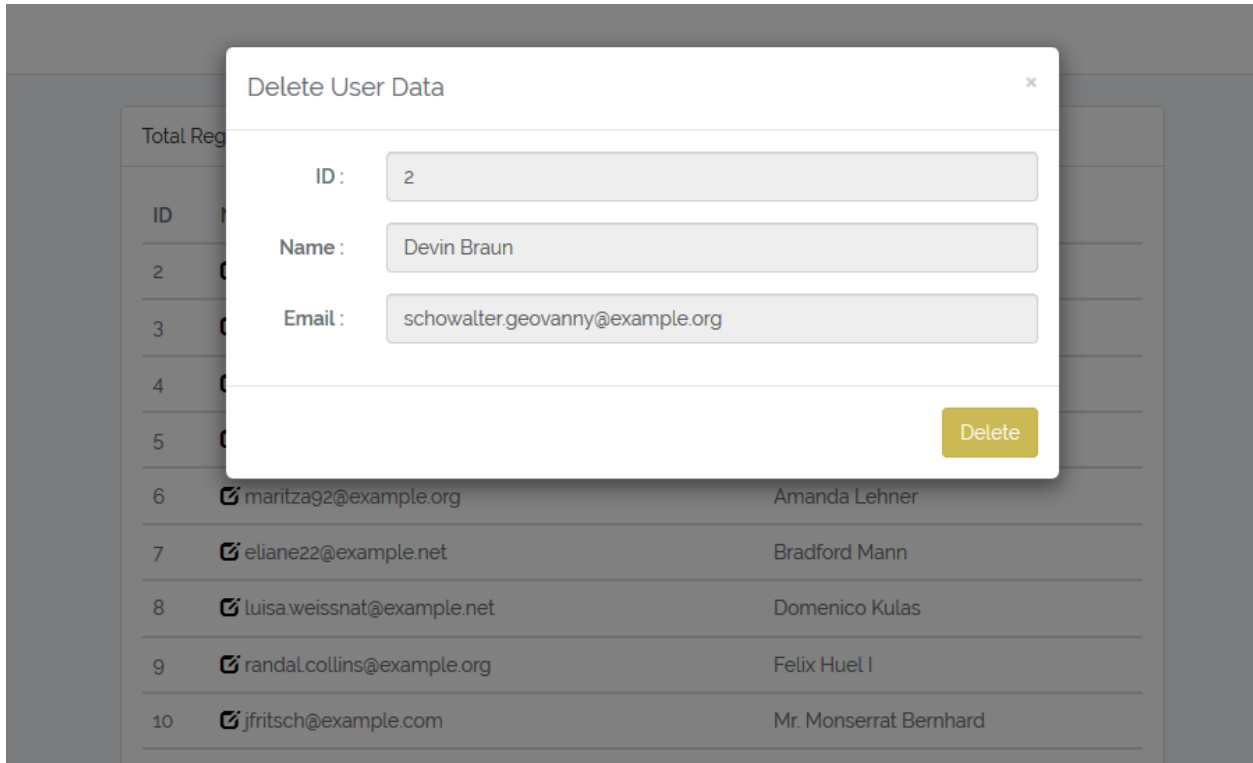 Delete User Data ×
Total Reg
ID : 2
ID
Name : Devin Braun
2
Email : schowalter.geovanny@example.org
3
4
5
Delete
6 maritza92@example.org Amanda Lehner
7 eliane22@example.net Bradford Mann
8 luisa.weissnat@example.net Domenico Kulas
9 randal.collins@example.org Felix Huel I
10 jfritsch@example.com Mr. Monserrat Bernhard